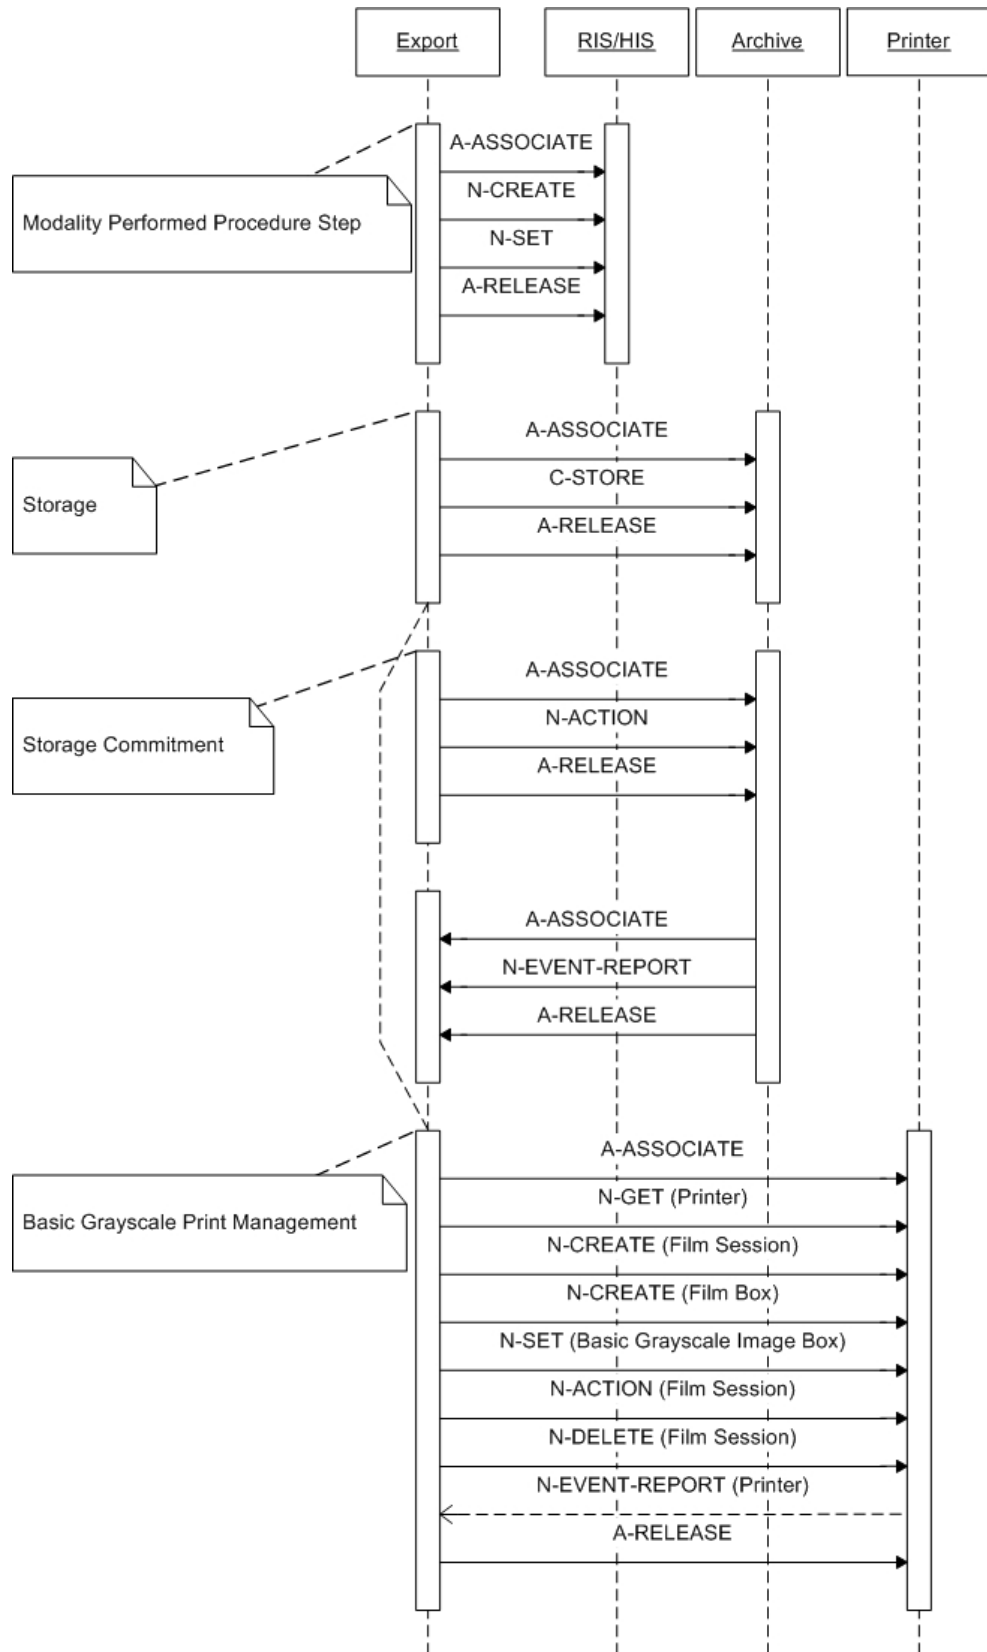 Export
RIS/HIS
Archive
Printer
A-ASSOCIATE
N-CREATE
Modality Performed Procedure Step
N-SET
A-RELEASE
A-ASSOCIATE
C-STORE
Storage
A-RELEASE
A-ASSOCIATE
N-ACTION
Storage Commitment
A-RELEASE
A-ASSOCIATE
N-EVENT-REPORT
A-RELEASE
A-ASSOCIATE
N-GET (Printer)
Basic Grayscale Print Management
N-CREATE (Film Session)
N-CREATE (Film Box)
N-SET (Basic Grayscale Image Box)
N-ACTION (Film Session)
N-DELETE (Film Session)
N-EVENT-REPORT (Printer)
A-RELEASE